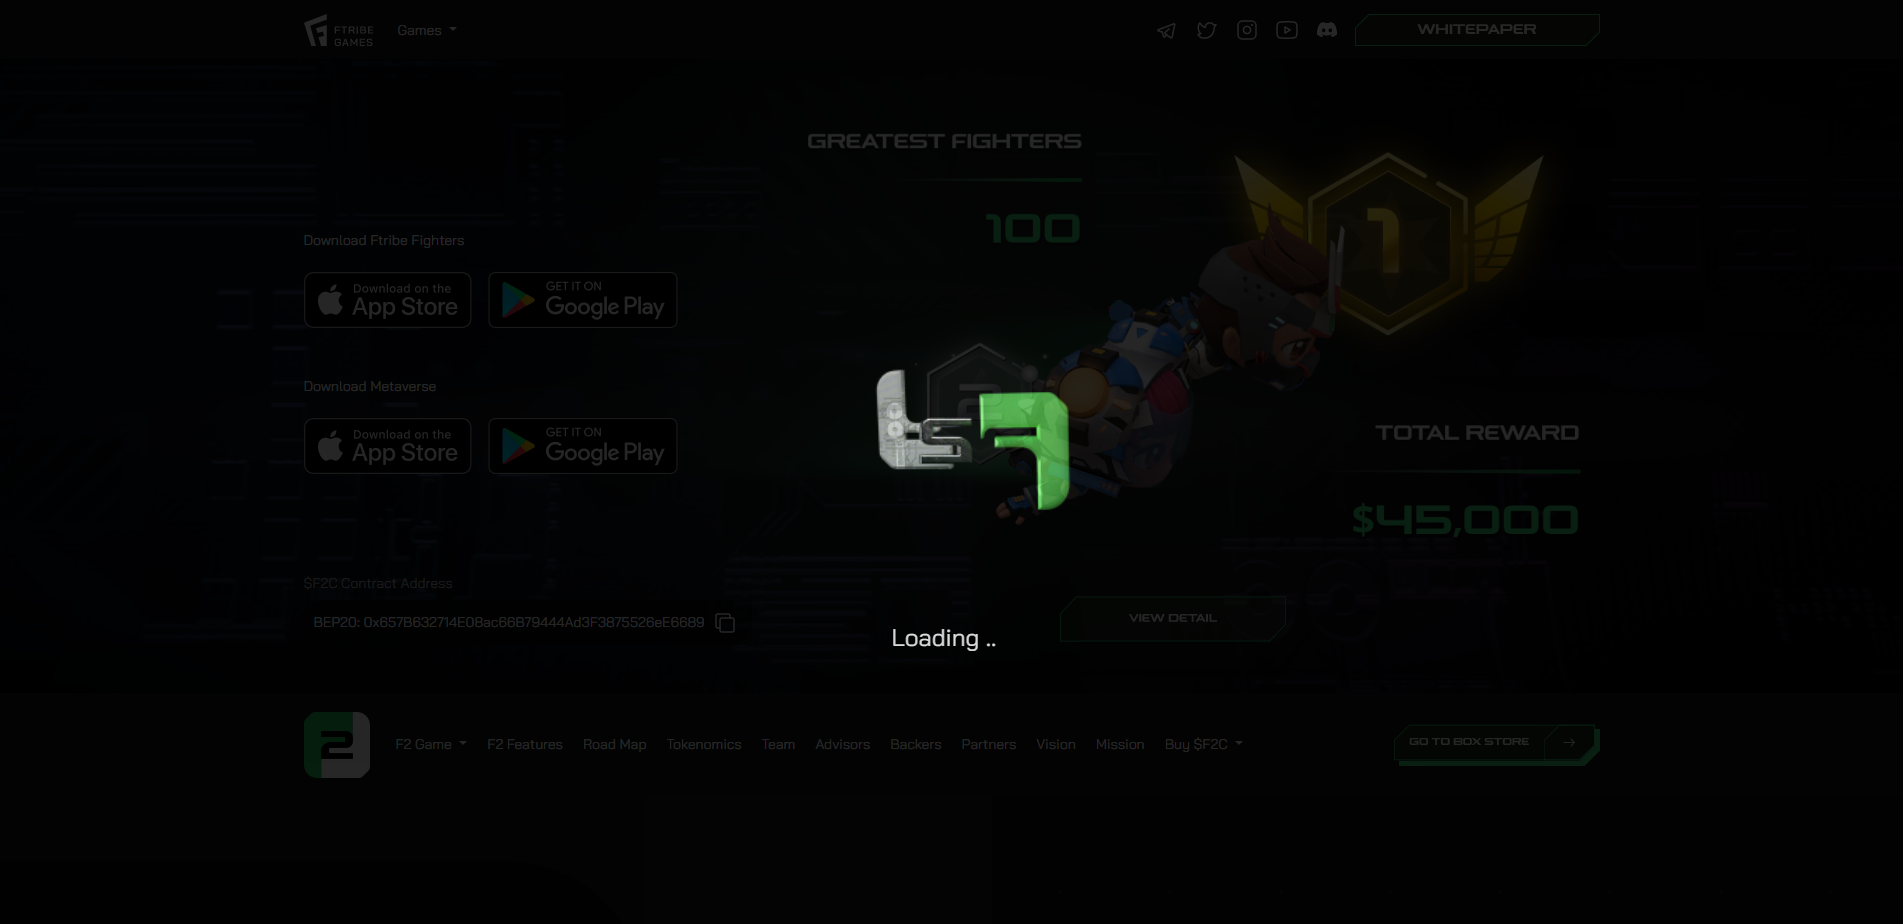 FTRIBE
GAMES
Games
WHITEPAPER
GREATEST FIGHTERS
100
1
Download Ftribe Fighters
Download on the
App Store
GET IT ON
Google Play
2
Download Metaverse
Download on the
App Store
GET IT ON
Google Play
TOTAL REWARD
$45,000
$F2C Contract Address
BEP20: 0x657B632714E08ac66B79444Ad3F3875526eE6689
VIEW DETAIL
Loading ..
2
F2 Game
F2 Features
Road Map
Tokenomics
Team
Advisors
Backers
Partners
Vision
Mission
Buy $F2C
GO TO BOX STORE